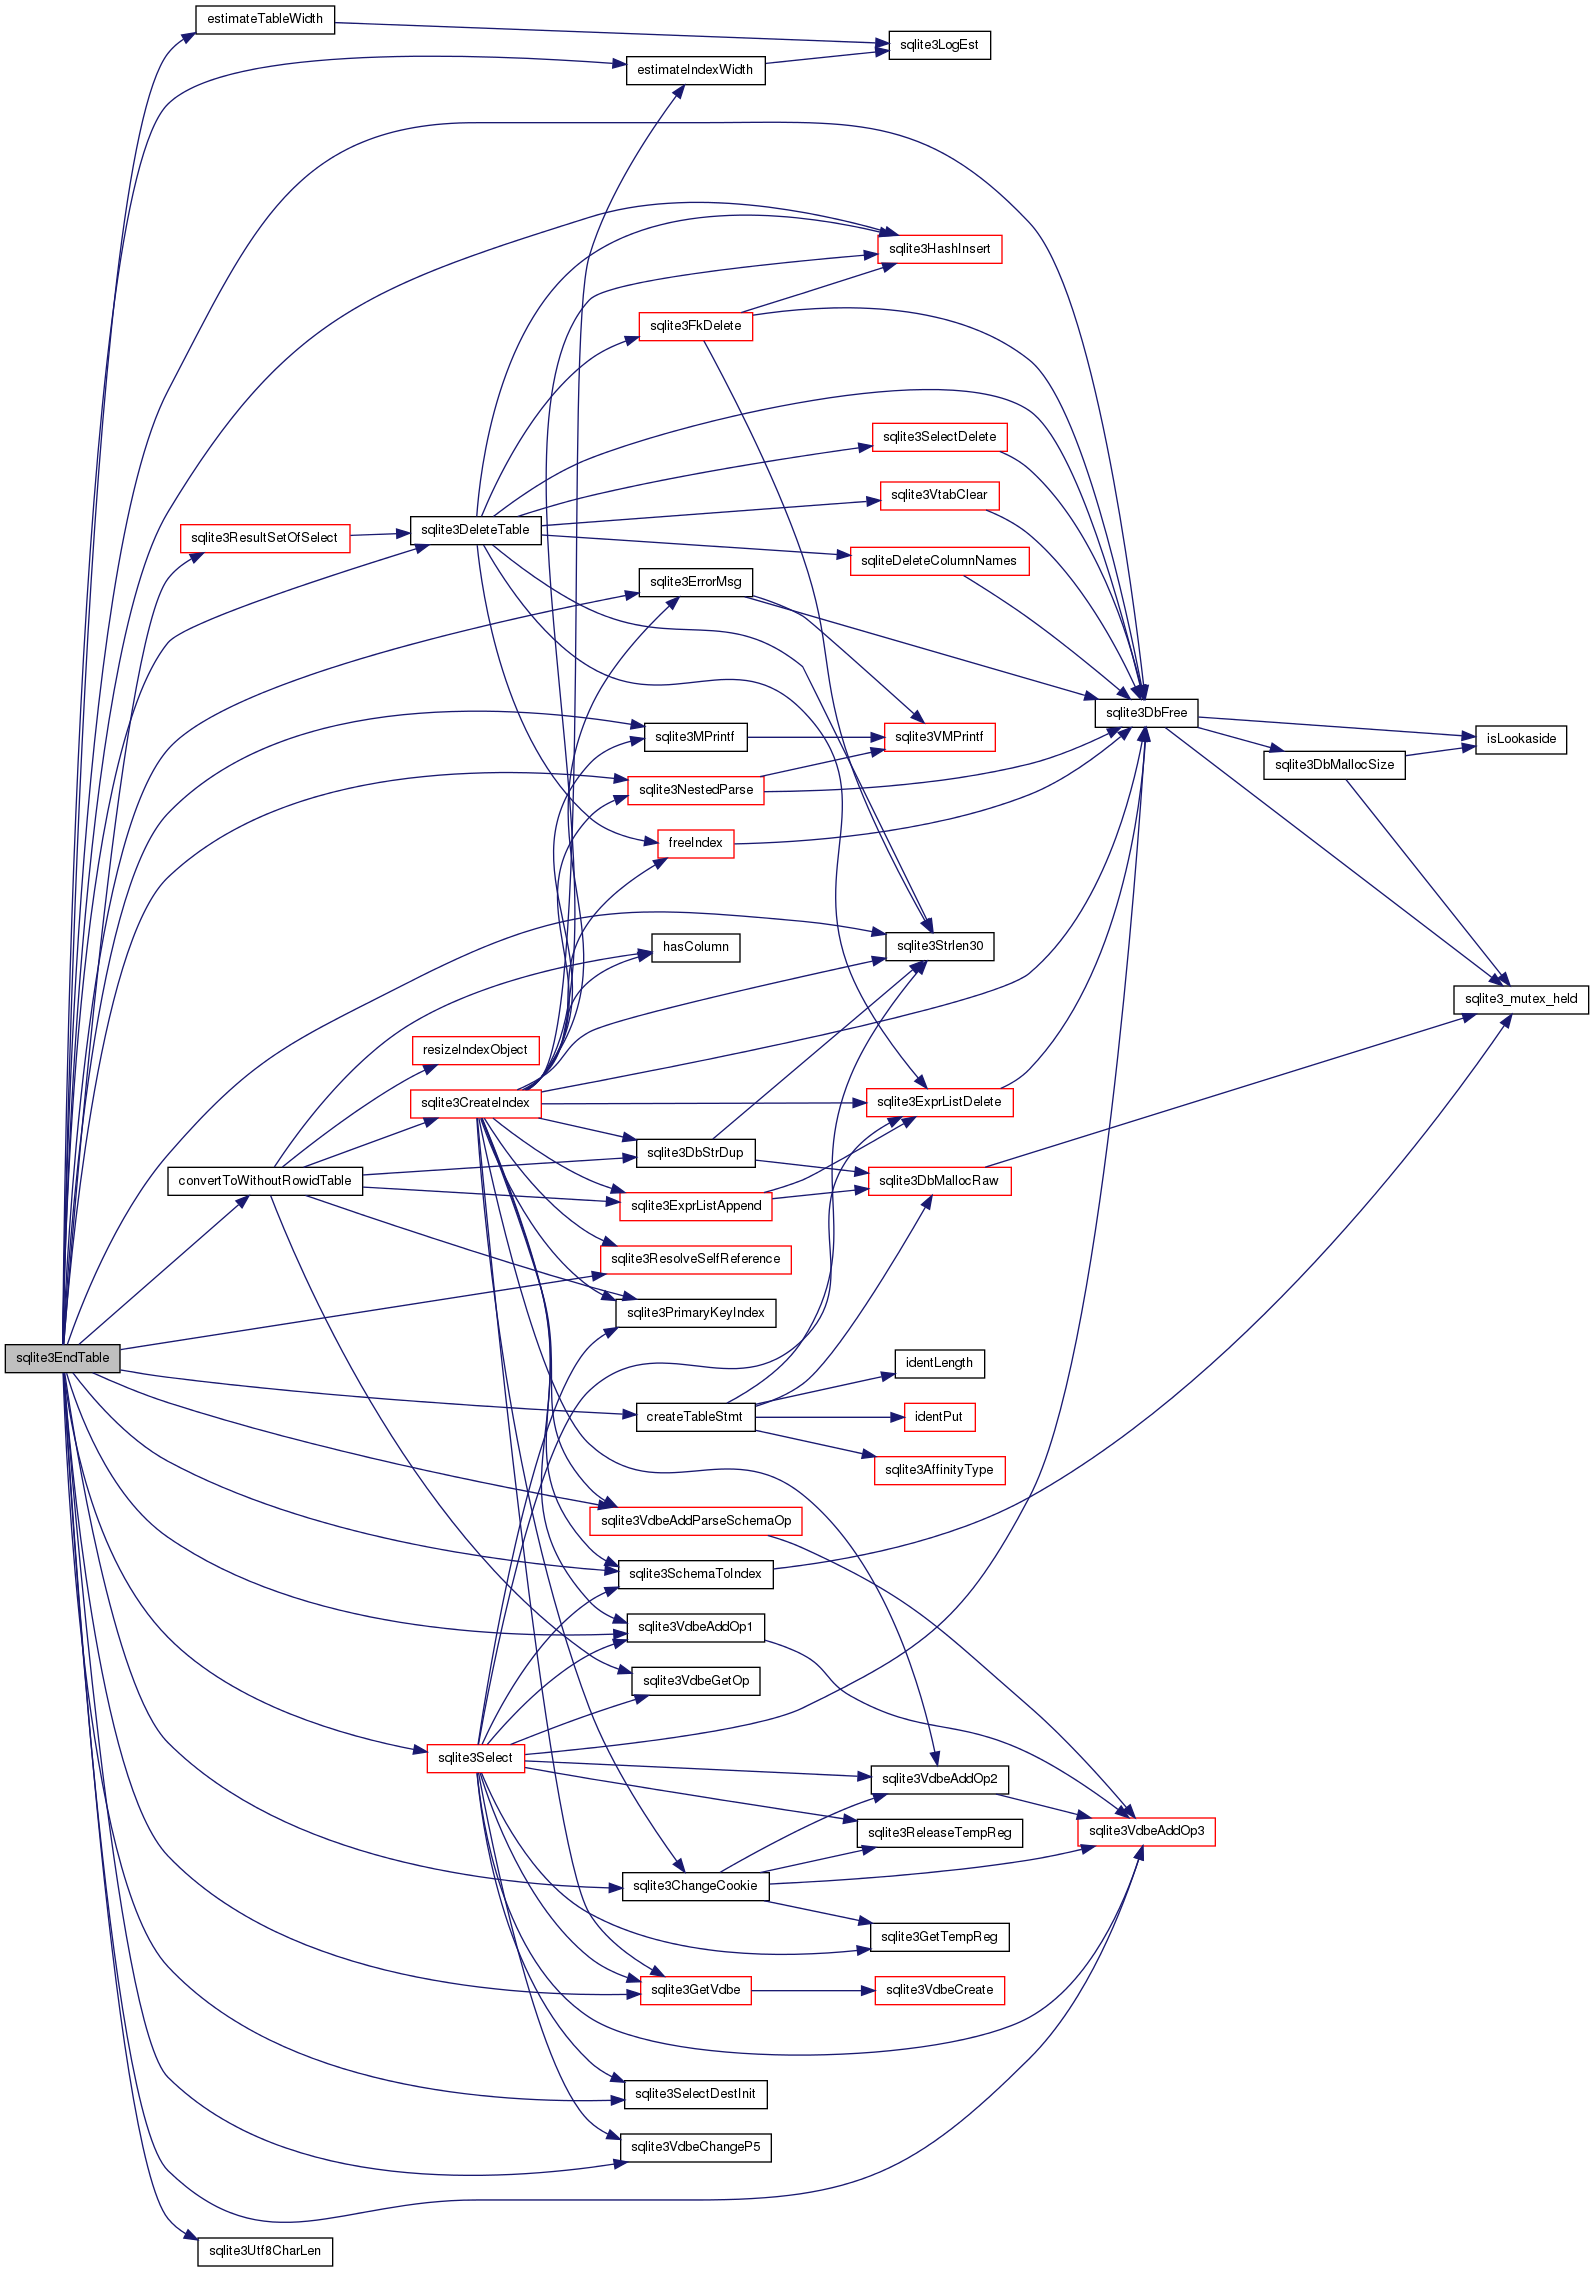 estimateTableWidth
sqlite3LogEst
estimateIndexWidth
sqlite3HashInsert
sqlite3FkDelete
sqlite3SelectDelete
sqlite3VtabClear
sqlite3DeleteTable
sqlite3ResultSetOfSelect
sqliteDeleteColumnNames
sqlite3ErrorMsg
sqlite3DbFree
sqlite3MPrintf
sqlite3VMPrintf
isLookaside
sqlite3DbMallocSize
sqlite3NestedParse
freeIndex
sqlite3Strlen30
hasColumn
sqlite3_mutex_held
resizeIndexObject
sqlite3CreateIndex
sqlite3ExprListDelete
sqlite3DbStrDup
convertToWithoutRowidTable
sqlite3DbMallocRaw
sqlite3ExprListAppend
sqlite3ResolveSelfReference
sqlite3PrimaryKeyIndex
sqlite3EndTable
identLength
createTableStmt
identPut
sqlite3AffinityType
sqlite3VdbeAddParseSchemaOp
sqlite3SchemaToIndex
sqlite3VdbeAddOp1
sqlite3VdbeGetOp
sqlite3Select
sqlite3VdbeAddOp2
sqlite3ReleaseTempReg
sqlite3VdbeAddOp3
sqlite3ChangeCookie
sqlite3GetTempReg
sqlite3GetVdbe
sqlite3VdbeCreate
sqlite3SelectDestInit
sqlite3VdbeChangeP5
sqlite3Utf8CharLen